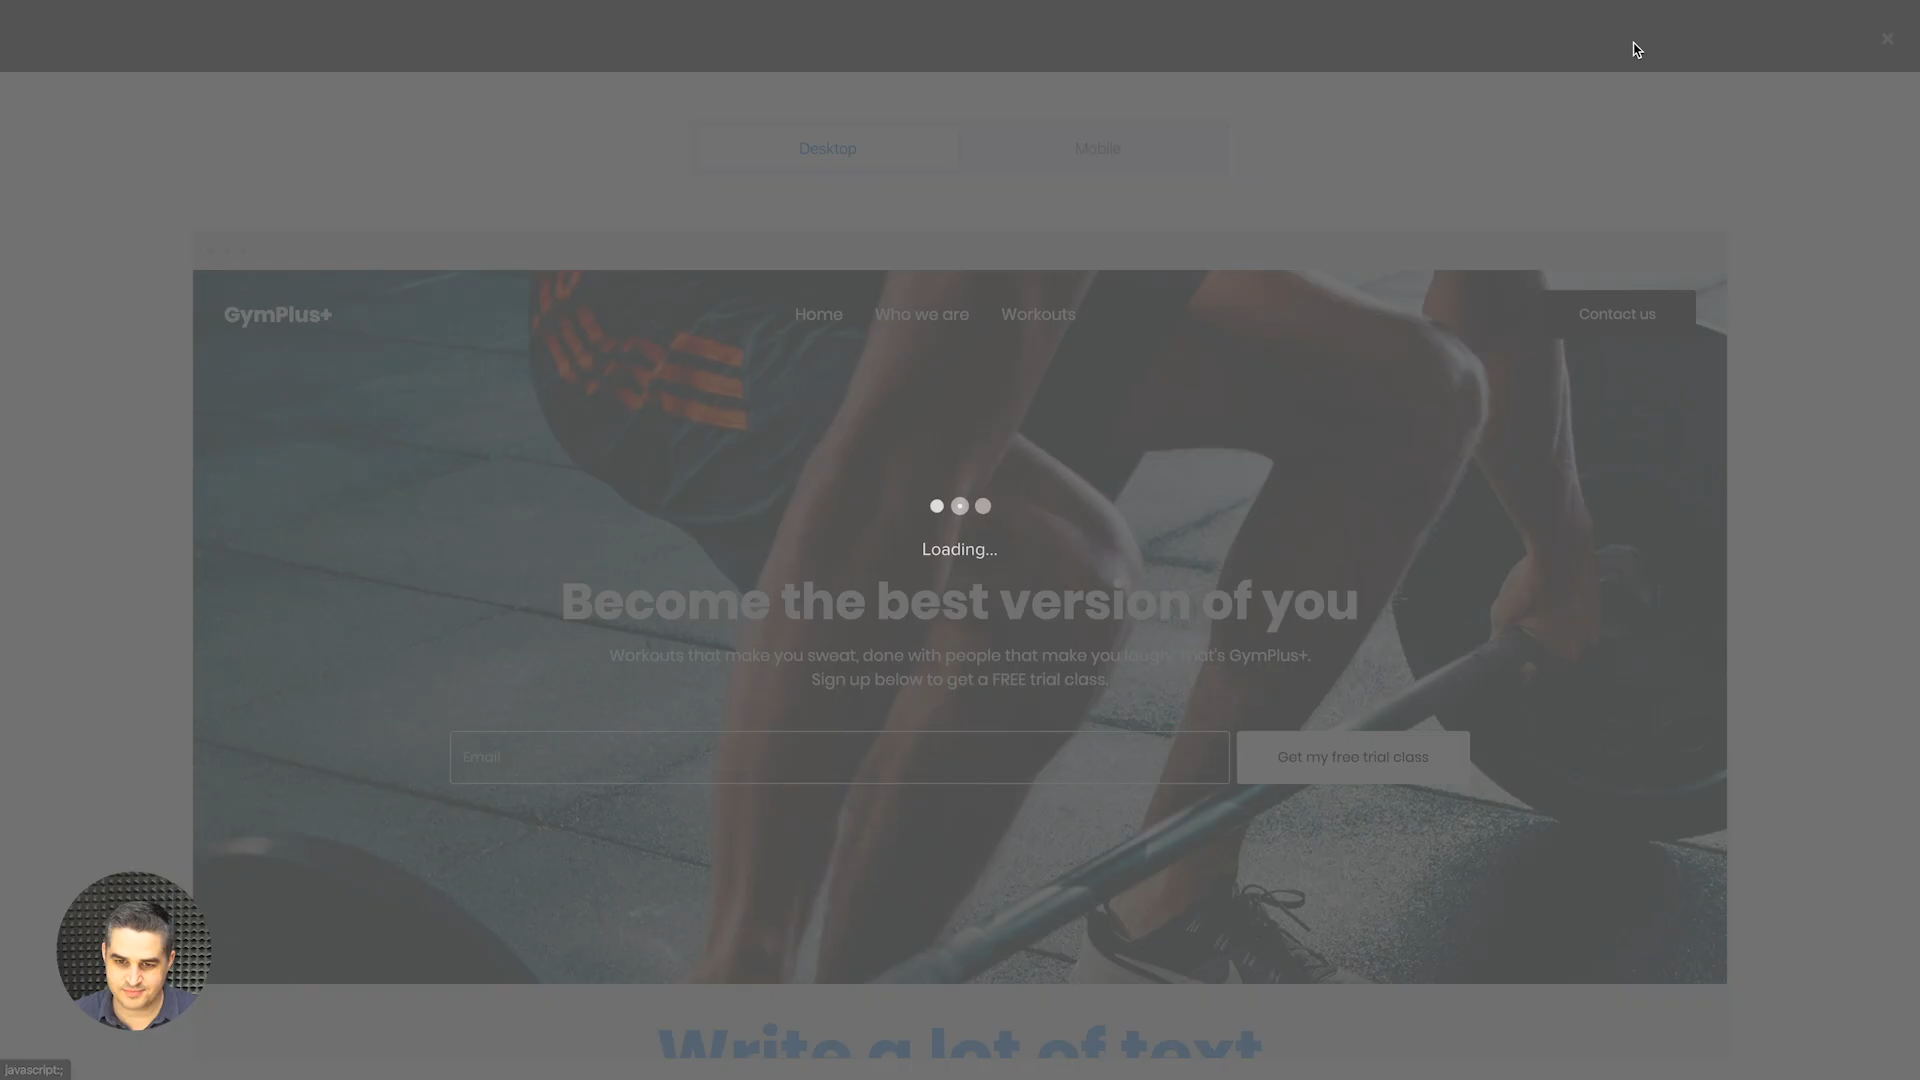 Desktop
Mobile
GymPlus+
Home
Who we are
Workouts
Contact us
Loading...
Become the best version of you
Workouts that make you sweat, done with people that make you laugh, that's GymPlus+.
Sign up below to get a FREE trial class.
Email
Get my free trial class
Write a lot of text
javascript:;